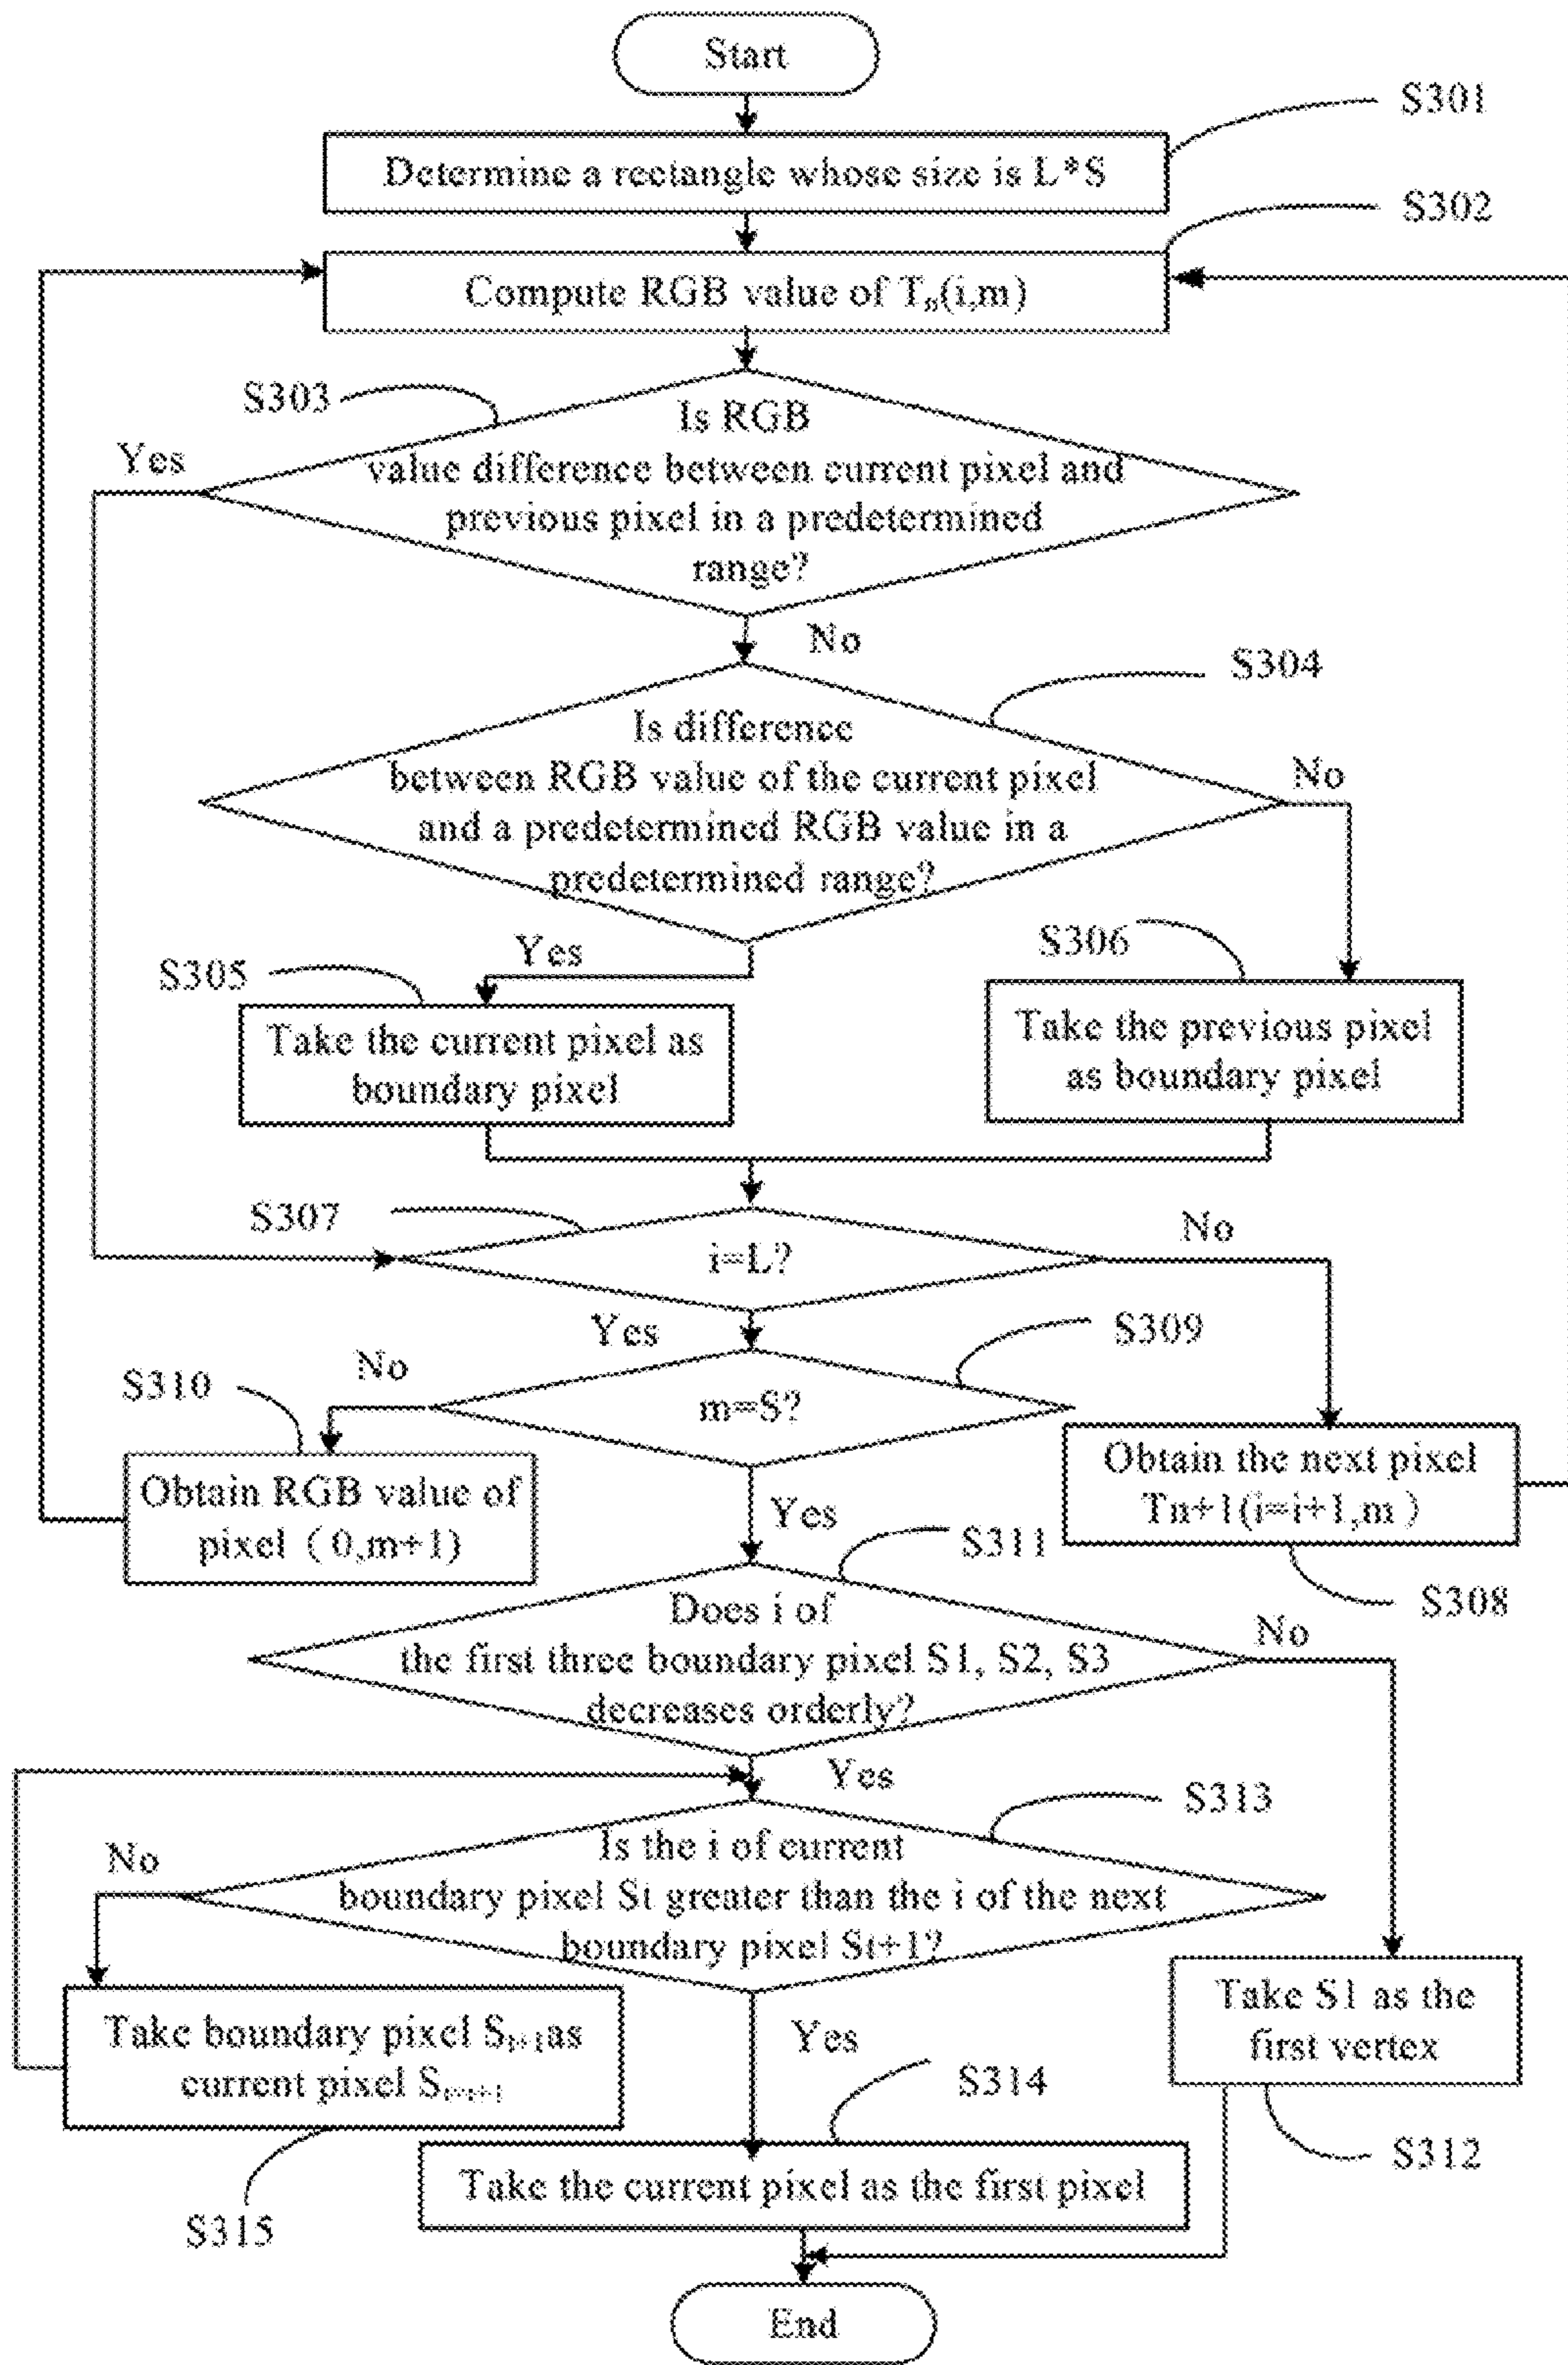 Start
S301
Determine a rectangle whose size is L*S
S302
Compute RGB value of Tn(i,m)
S303
Yes
Is RGB
value difference between current pixel and
previous pixel in a predetermined
range?
No
S304
Is difference
between RGB value of the current pixel
and a predetermined RGB value in a
predetermined range?
No
Yes
S305
S306
Take the current pixel as
boundary pixel
Take the previous pixel
as boundary pixel
S307
i=L?
No
Yes
S309
No
S310
m=S?
Obtain RGB value of
pixel ( 0,m+1)
Obtain the next pixel
Tn+1(i=i+1,m )
Yes
S311
S308
Does i of
the first three boundary pixel S1, S2, S3
decreases orderly?
No
Yes
S313
No
Is the i of current
boundary pixel St greater than the i of the next
boundary pixel St+1?
Take boundary pixel St+1as
current pixel St=t+1
Yes
Take S1 as the
first vertex
S314
S312
S315
Take the current pixel as the first pixel
End